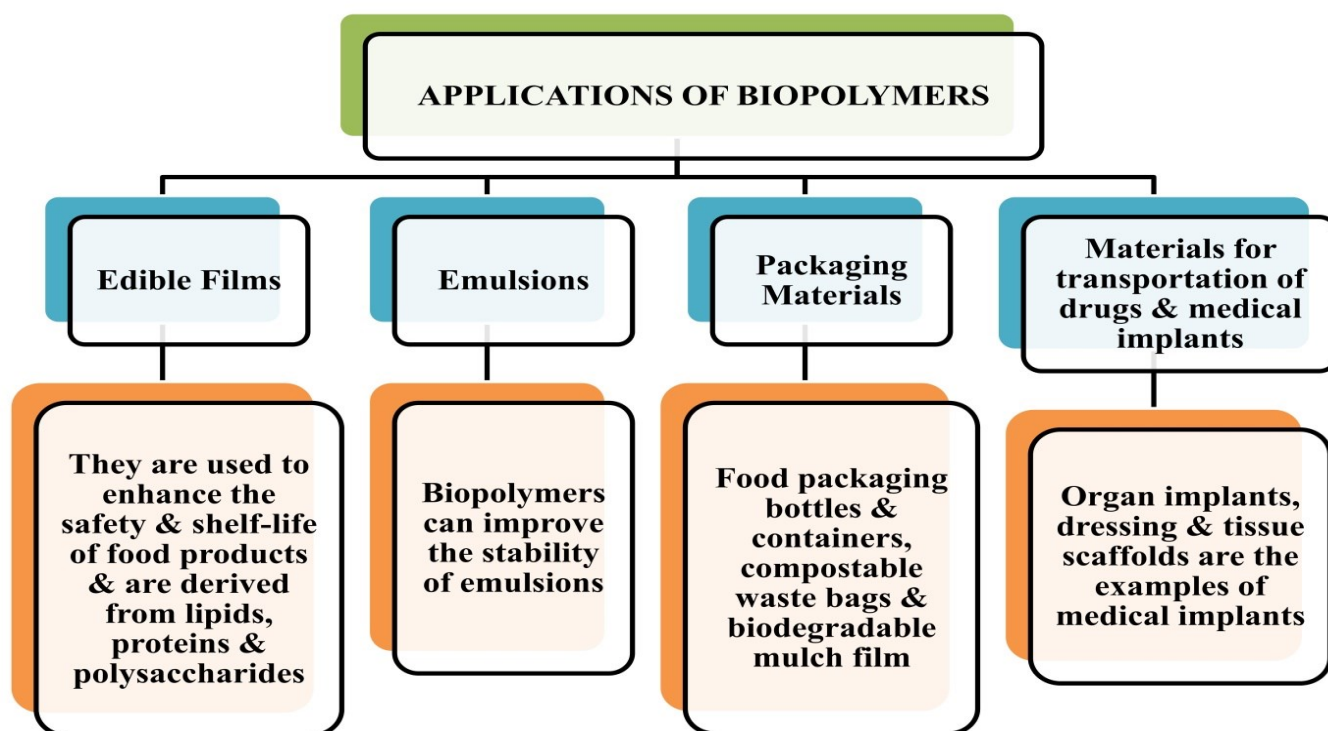 APPLICATIONS OF BIOPOLYMERS
Edible Films
Emulsions
Packaging
Materials
Materials for
transportation of
drugs & medical
implants
They are used to
enhance the
safety & shelf-life
of food products
& are derived
from lipids,
proteins &
polysaccharides
Biopolymers
can improve
the stability
of emulsions
Food packaging
bottles &
containers,
compostable
waste bags &
biodegradable
mulch film
Organ implants,
dressing & tissue
scaffolds are the
examples of
medical implants